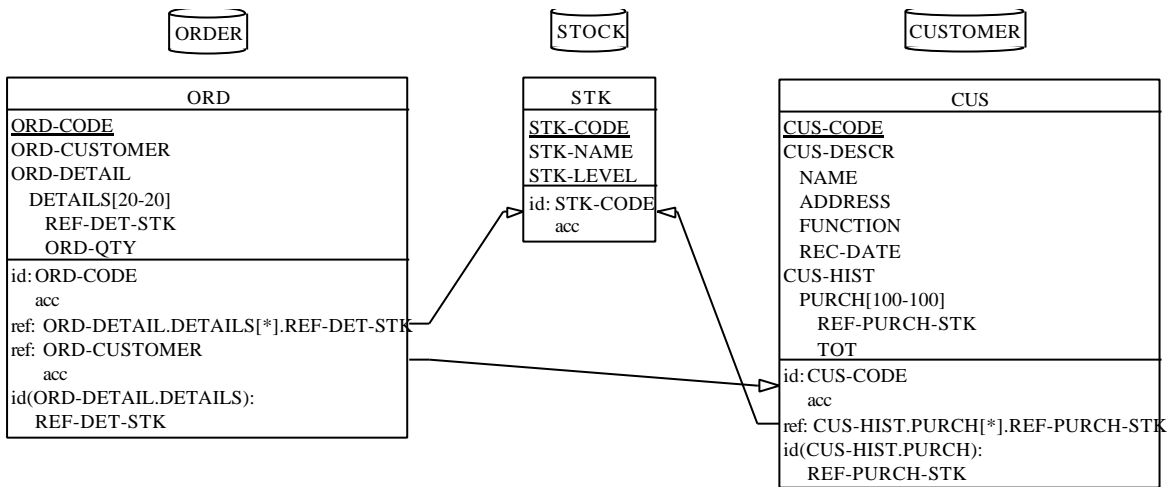 ORDER
STOCK
CUSTOMER
ORD
ORD-CODE
ORD-CUSTOMER
ORD-DETAIL
DETAILS[20-20]
REF-DET-STK
ORD-QTY
id: ORD-CODE
acc
ref: ORD-DETAIL.DETAILS[*].REF-DET-STK
ref: ORD-CUSTOMER
acc
id(ORD-DETAIL.DETAILS):
REF-DET-STK
STK
STK-CODE
STK-NAME
STK-LEVEL
id: STK-CODE
acc
CUS
CUS-CODE
CUS-DESCR
NAME
ADDRESS
FUNCTION
REC-DATE
CUS-HIST
PURCH[100-100]
REF-PURCH-STK
TOT
id: CUS-CODE
acc
ref: CUS-HIST.PURCH[*].REF-PURCH-STK
id(CUS-HIST.PURCH):
REF-PURCH-STK